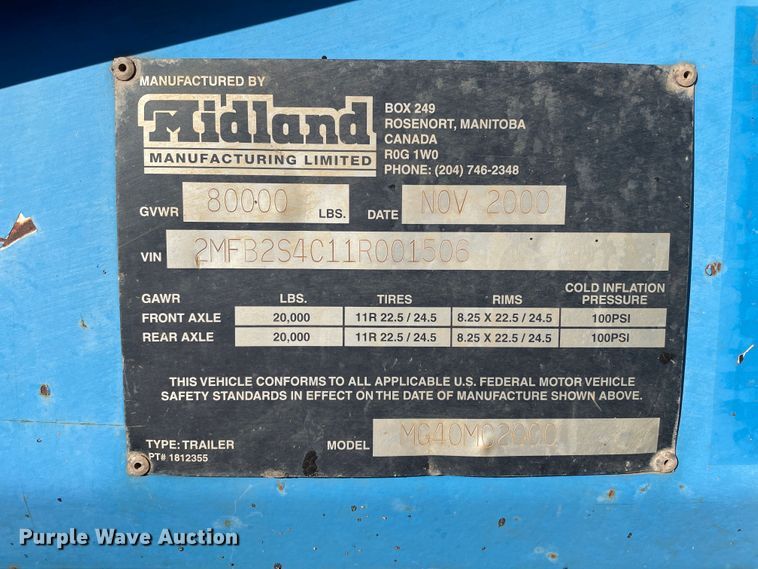 MANUFACTURED BY
Midland
MANUFACTURING LIMITED
BOX 249
ROSENORT, MANITOBA
CANADA
R0G 1W0
PHONE: (204) 746-2348
GVWR 80000 LBS. DATE NOV 2000
VIN 2MFB2S4C11R001506
GAWR LBS. TIRES RIMS COLD INFLATION PRESSURE
FRONT AXLE 20,000 11R 22.5 / 24.5 8.25 X 22.5 / 24.5 100PSI
REAR AXLE 20,000 11R 22.5 / 24.5 8.25 X 22.5 / 24.5 100PSI
THIS VEHICLE CONFORMS TO ALL APPLICABLE U.S. FEDERAL MOTOR VEHICLE
SAFETY STANDARDS IN EFFECT ON THE DATE OF MANUFACTURE SHOWN ABOVE.
TYPE: TRAILER MODEL MG40MC2000
PT# 1812355
Purple Wave Auction